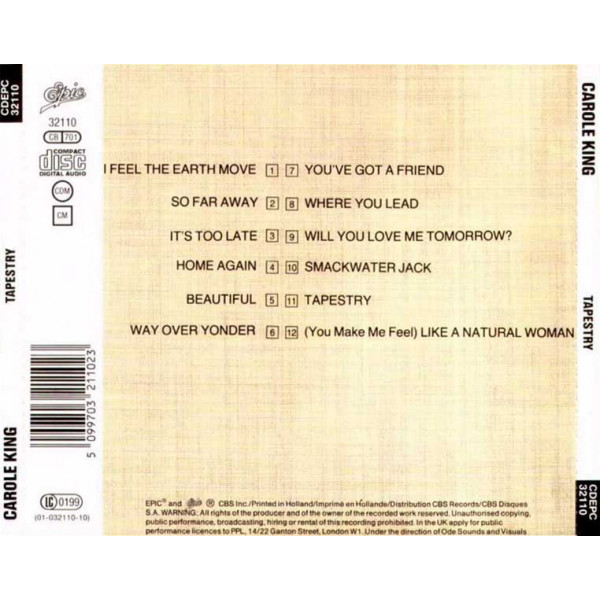 CDEPC
32110
TAPESTRY
CAROLE KING
Epic
32110
CB 701
COMPACT
disc
DIGITAL AUDIO
CDM
CM
5 099703 211023
LC 0199
(01-032110-10)
I FEEL THE EARTH MOVE 1
SO FAR AWAY 2
IT'S TOO LATE 3
HOME AGAIN 4
BEAUTIFUL 5
WAY OVER YONDER 6
7 YOU'VE GOT A FRIEND
8 WHERE YOU LEAD
9 WILL YOU LOVE ME TOMORROW?
10 SMACKWATER JACK
11 TAPESTRY
12 (You Make Me Feel) LIKE A NATURAL WOMAN
EPIC® and Epic ℗ CBS Inc./Printed in Holland/Imprimé en Hollande/Distribution CBS Records/CBS Disques
S.A. WARNING: All rights of the producer and of the owner of the recorded work reserved. Unauthorised copying,
public performance, broadcasting, hiring or rental of this recording prohibited. In the UK apply for public
performance licences to PPL, 14/22 Ganton Street, London W1. Under the direction of Ode Sounds and Visuals
CAROLE KING
TAPESTRY
CDEPC
32110